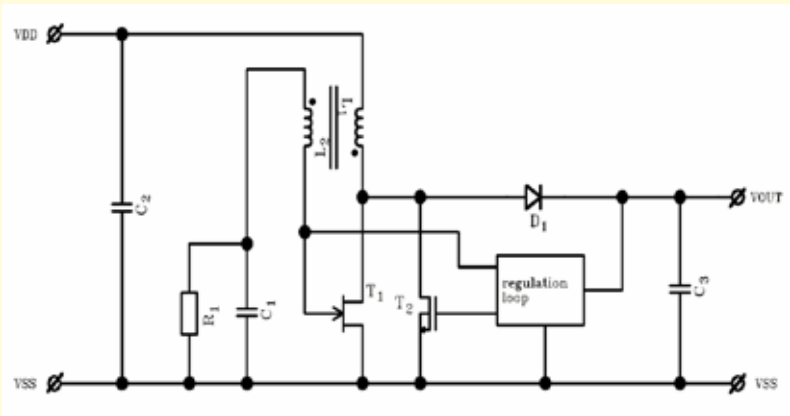 VDD
L1
L2
C2
VOUT
D1
regulation
loop
T1
T2
C3
R1
C1
VSS
VSS